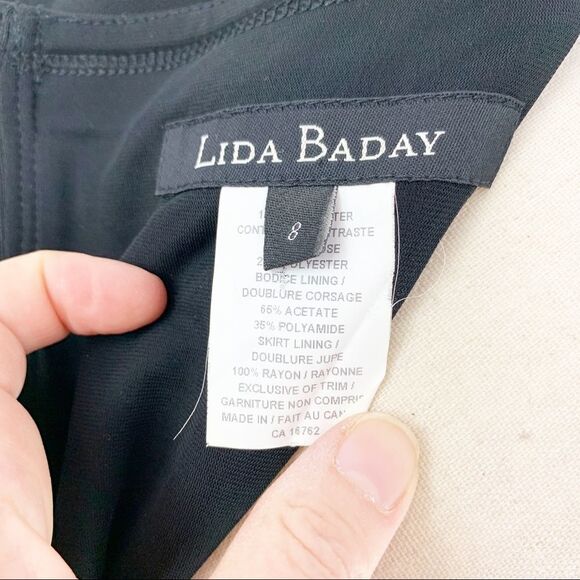 LIDA BADAY
8
POLYESTER
BODICE LINING /
DOUBLURE CORSAGE
65% ACETATE
35% POLYAMIDE
SKIRT LINING /
DOUBLURE JUPE
100% RAYON / RAYONNE
EXCLUSIVE OF TRIM /
GARNITURE NON COMPRIS
MADE IN / FAIT AU CAN
CA 16762